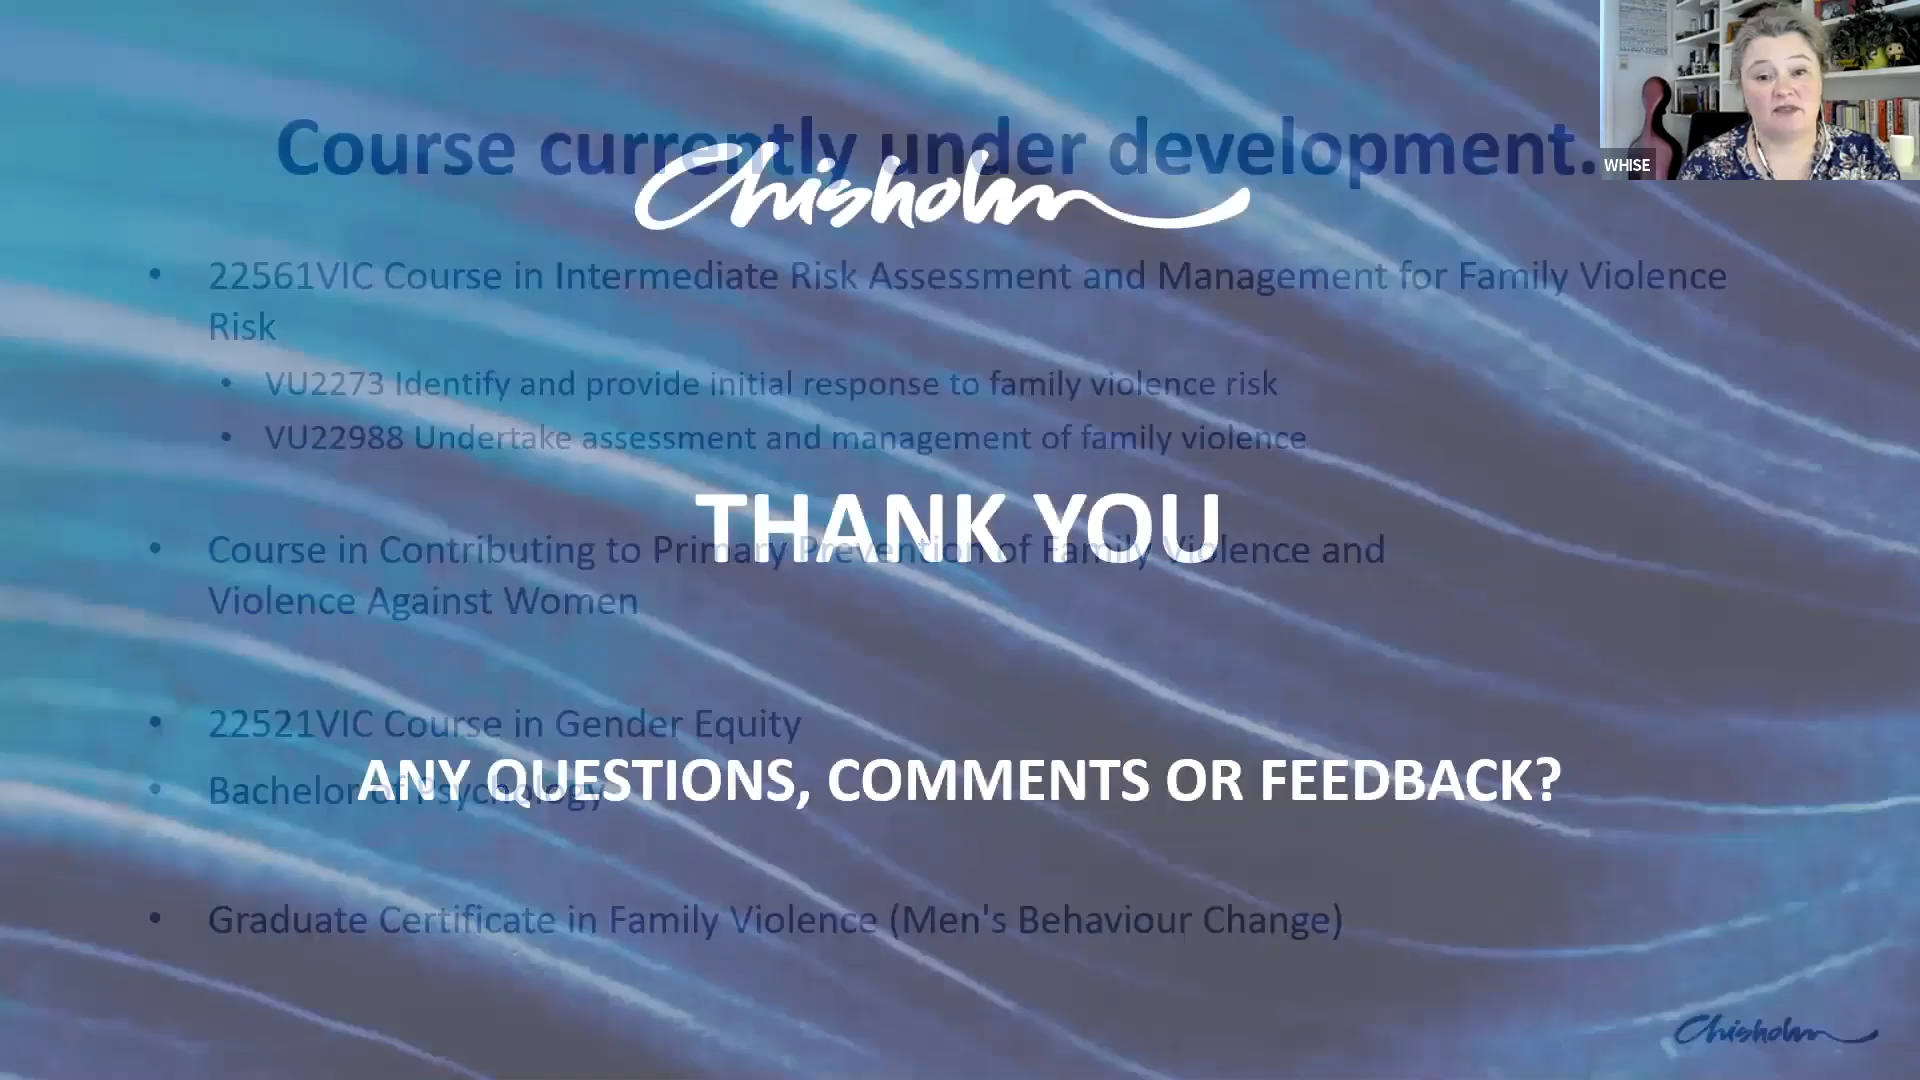 Course currently under development.
WHISE
Chisholm
• 22561VIC Course in Intermediate Risk Assessment and Management for Family Violence
Risk
• VU2273 Identify and provide initial response to family violence risk
• VU22988 Undertake assessment and management of family violence
THANK YOU
• Course in Contributing to Primary Prevention of Family Violence and
Violence Against Women
• 22521VIC Course in Gender Equity
ANY QUESTIONS, COMMENTS OR FEEDBACK?
• Bachelor of Psychology
• Graduate Certificate in Family Violence (Men's Behaviour Change)
Chisholm